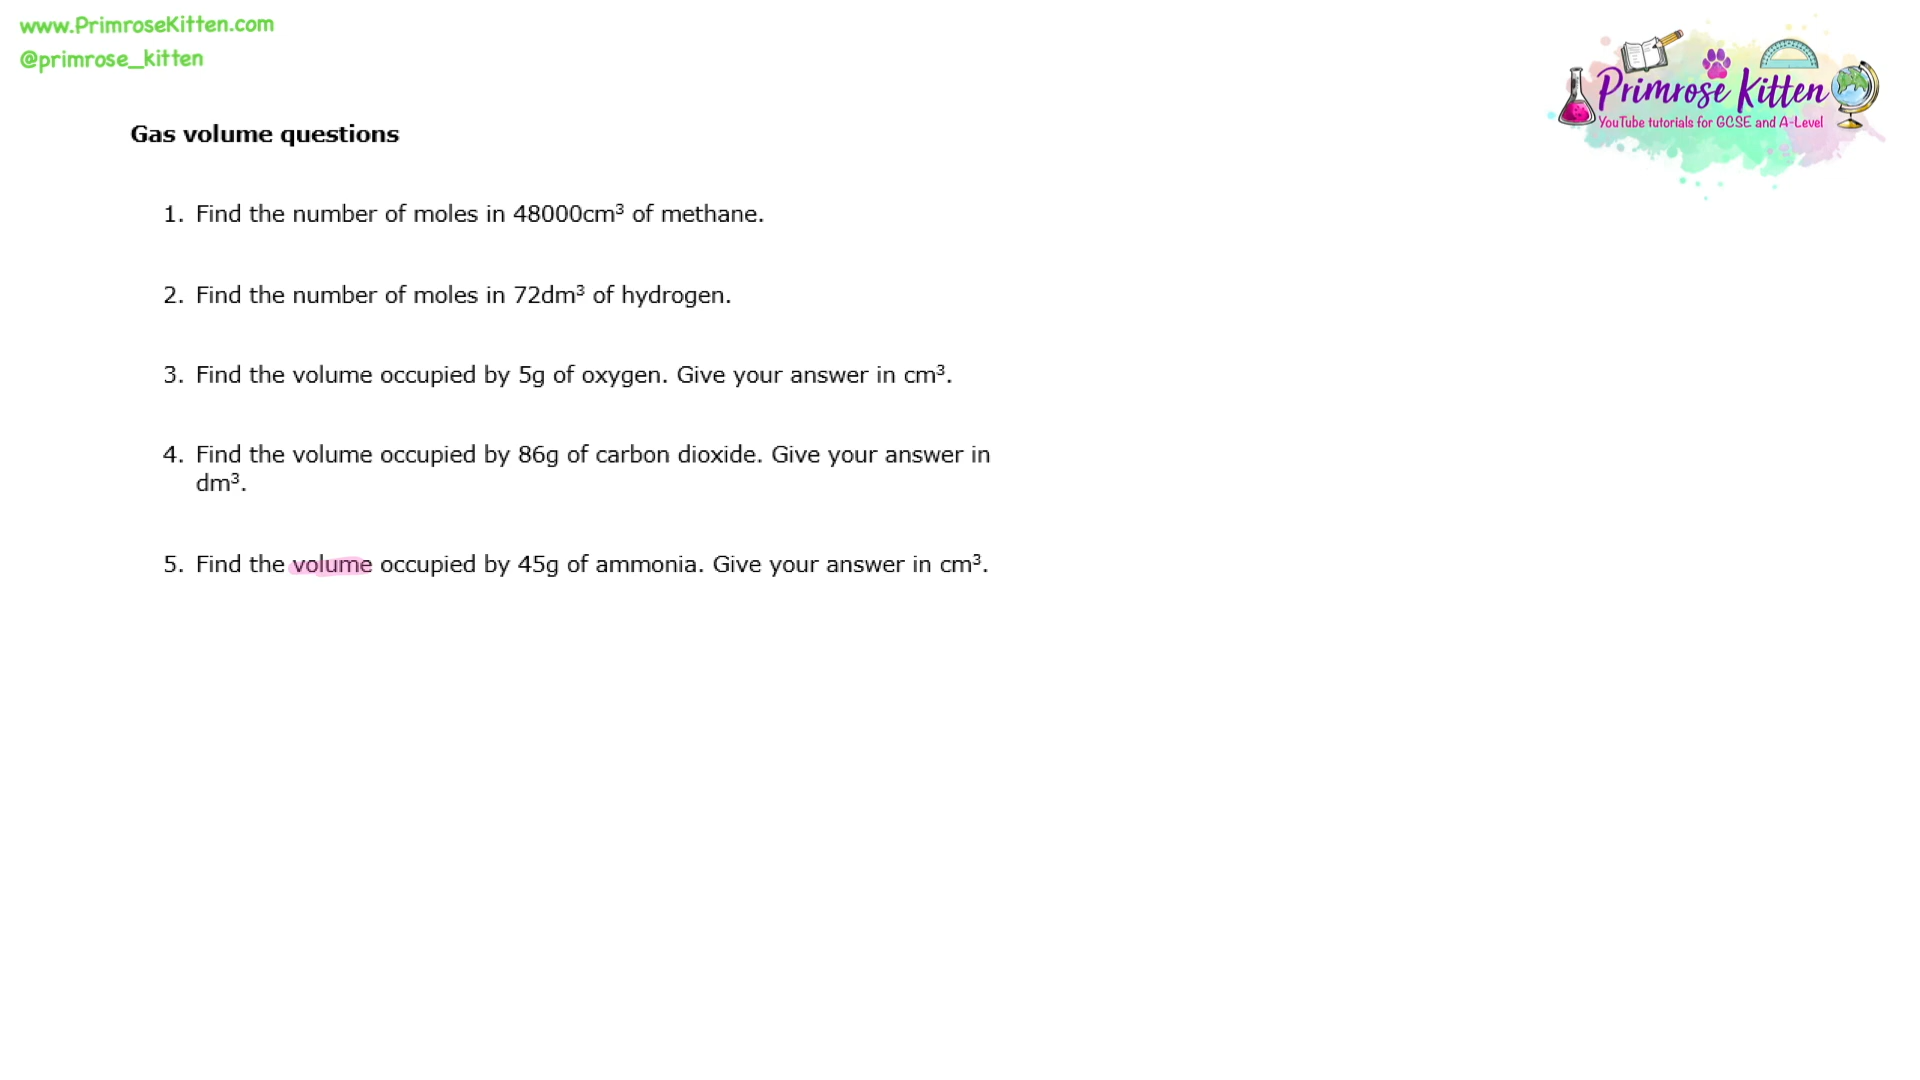 www.PrimroseKitten.com
@primrose_kitten
Primrose Kitten
YouTube tutorials for GCSE and A-Level
Gas volume questions
1. Find the number of moles in 48000cm³ of methane.
2. Find the number of moles in 72dm³ of hydrogen.
3. Find the volume occupied by 5g of oxygen. Give your answer in cm³.
4. Find the volume occupied by 86g of carbon dioxide. Give your answer in
dm³.
5. Find the volume occupied by 45g of ammonia. Give your answer in cm³.